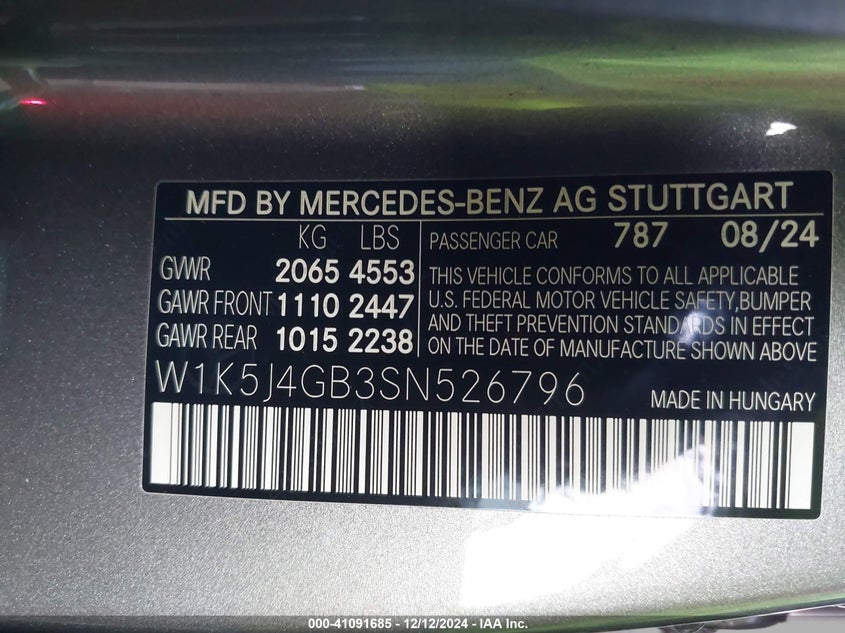 MFD BY MERCEDES-BENZ AG STUTTGART
KG LBS
GVWR 2065 4553
GAWR FRONT 1110 2447
GAWR REAR 1015 2238
PASSENGER CAR 787 08/24
THIS VEHICLE CONFORMS TO ALL APPLICABLE
U.S. FEDERAL MOTOR VEHICLE SAFETY,BUMPER
AND THEFT PREVENTION STANDARDS IN EFFECT
ON THE DATE OF MANUFACTURE SHOWN ABOVE
W1K5J4GB3SN526796
MADE IN HUNGARY
000-41091685 - 12/12/2024 - IAA Inc.